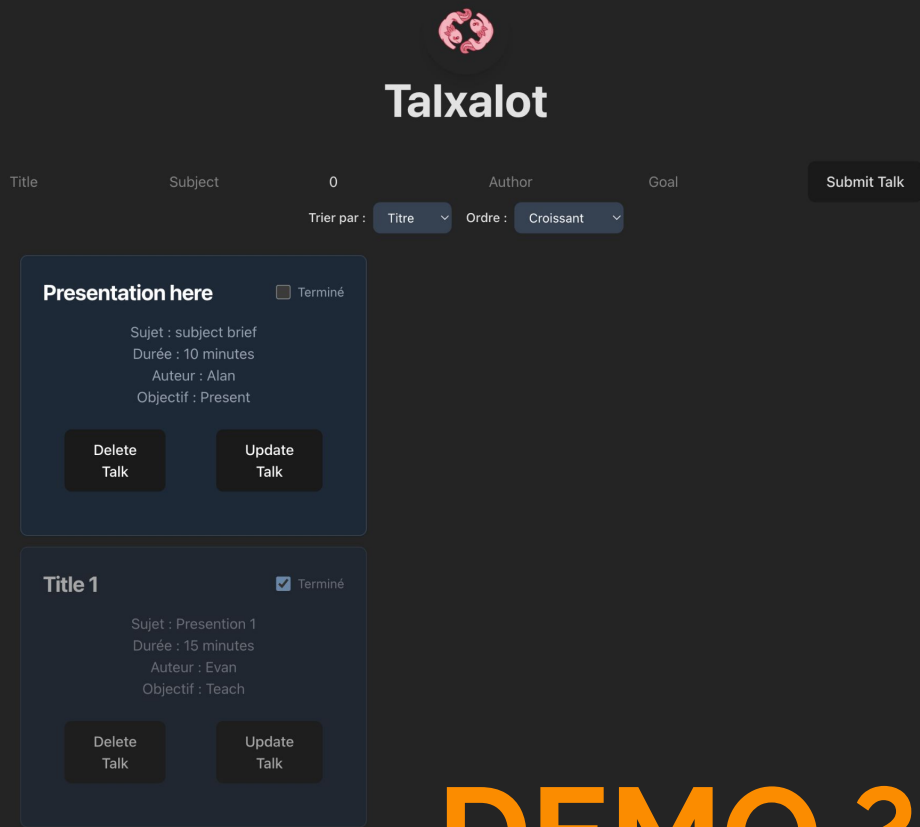 Talxalot
Title Subject 0 Author Goal Submit Talk
Trier par : Titre Ordre : Croissant
Presentation here Terminé
Sujet : subject brief
Durée : 10 minutes
Auteur : Alan
Objectif : Present
Delete Talk
Update Talk
Title 1 Terminé
Sujet : Presention 1
Durée : 15 minutes
Auteur : Evan
Objectif : Teach
Delete Talk
Update Talk
DEMO 2